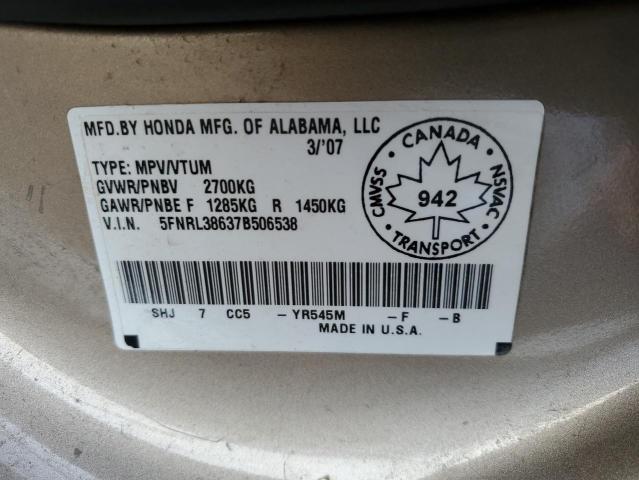 MFD.BY HONDA MFG. OF ALABAMA, LLC
3/'07
TYPE: MPV/VTUM
GVWR/PNBV 2700KG
GAWR/PNBE F 1285KG R 1450KG
V.I.N. 5FNRL38637B506538
CANADA
CMVSS 942 NSVAC
TRANSPORT
SHJ 7 CC5 -YR545M -F -B
MADE IN U.S.A.